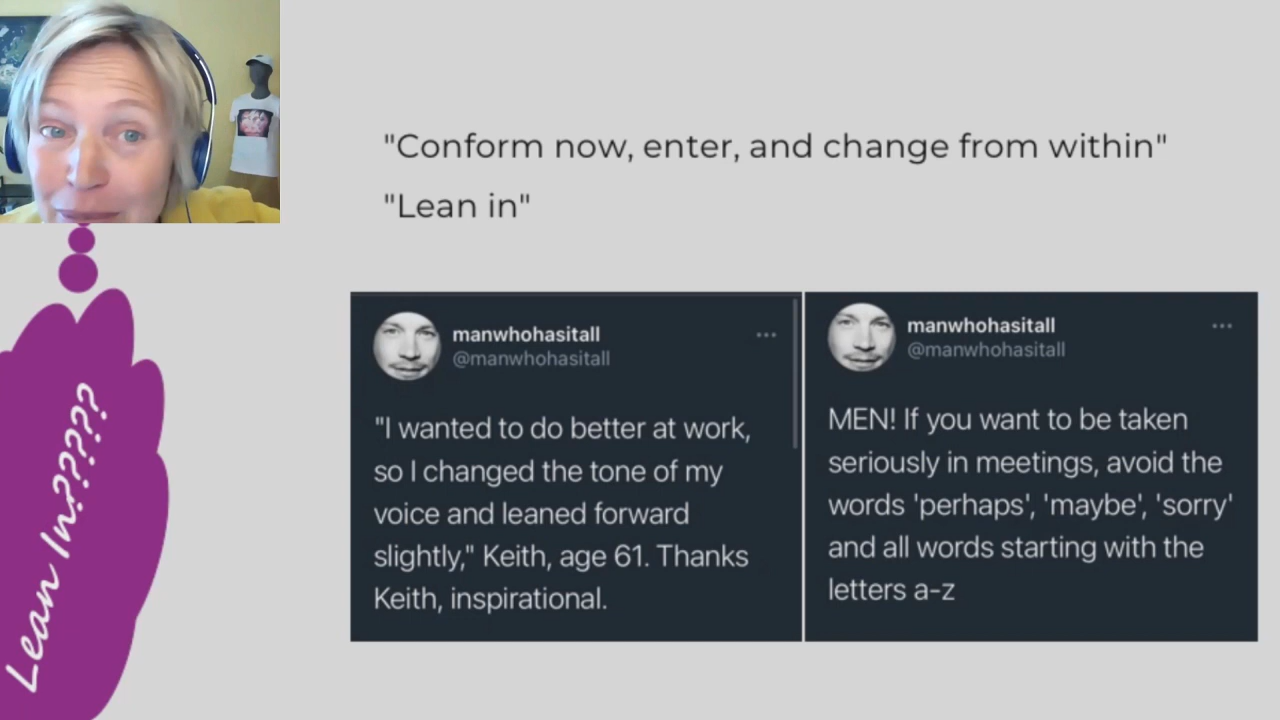 "Conform now, enter, and change from within"
"Lean in"
manwhohasitall
@manwhohasitall
"I wanted to do better at work,
so I changed the tone of my
voice and leaned forward
slightly," Keith, age 61. Thanks
Keith, inspirational.
manwhohasitall
@manwhohasitall
MEN! If you want to be taken
seriously in meetings, avoid the
words 'perhaps', 'maybe', 'sorry'
and all words starting with the
letters a-z
Lean In??????